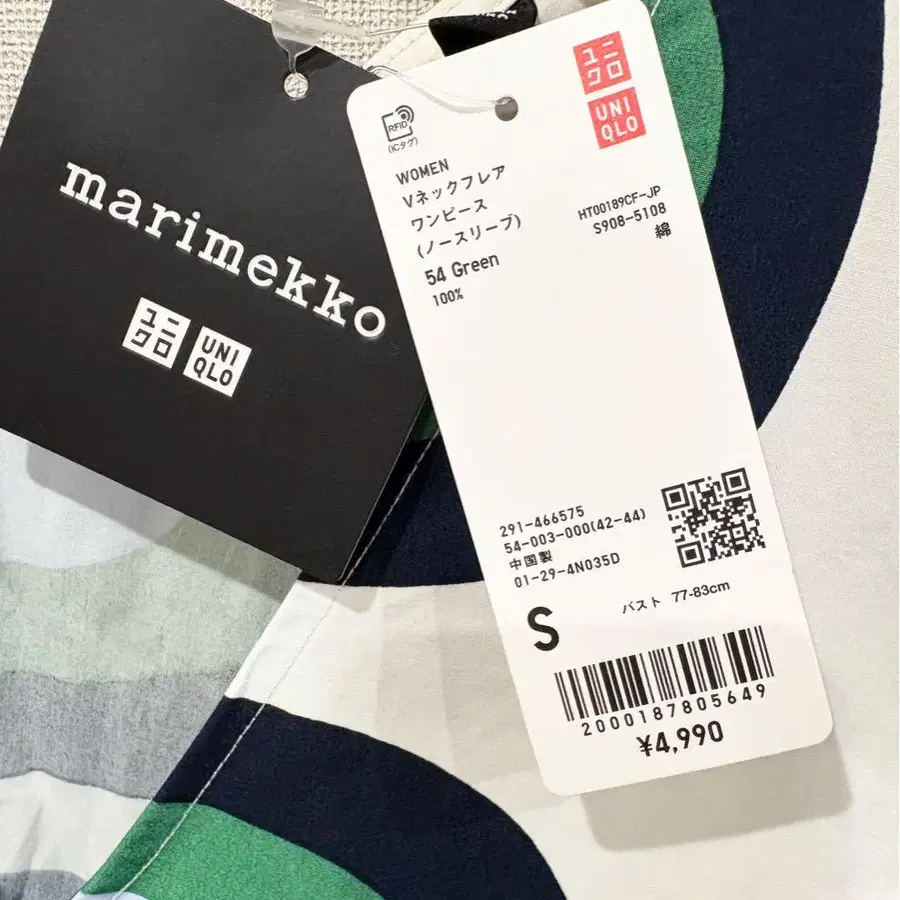 marimekko
ユニ
クロ
UNI
QLO
ユニ
クロ
UNI
QLO
RFID
(ICタグ)
WOMEN
Vネックフレア
ワンピース
(ノースリーブ)
54 Green
100%
HT00189CF-JP
S908-5108
綿
291-466575
54-003-000(42-44)
中国製
01-29-4N035D
S
バスト 77-83cm
2000187805649
¥4,990